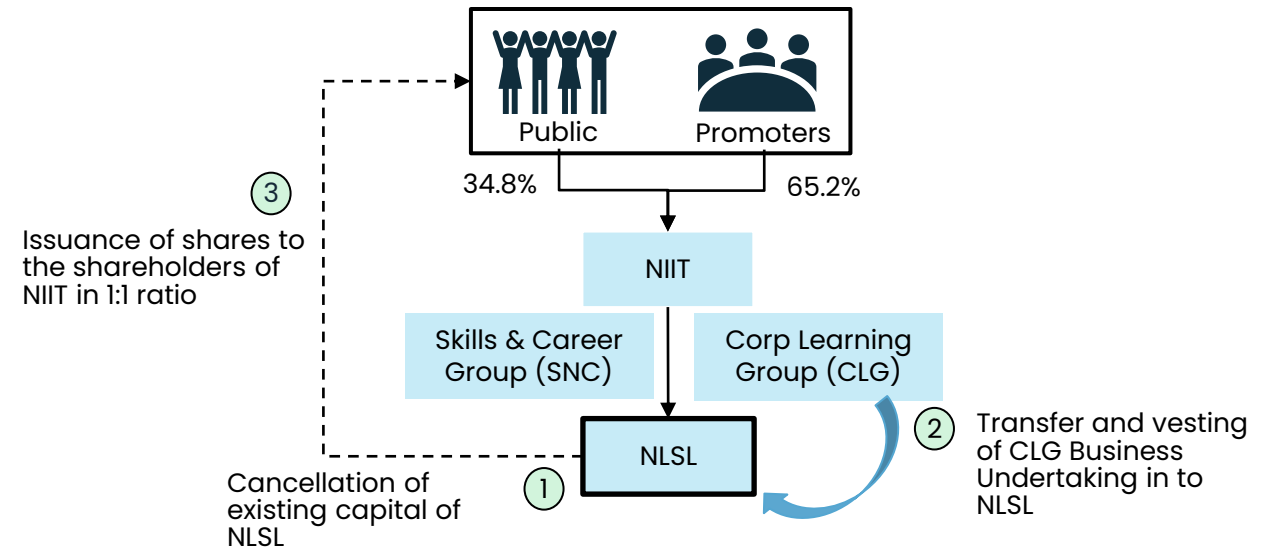 Public
Promoters
34.8%
65.2%
3
Issuance of shares to
the shareholders of
NIIT in 1:1 ratio
NIIT
Skills & Career
Group (SNC)
Corp Learning
Group (CLG)
2
Transfer and vesting
of CLG Business
Undertaking in to
NLSL
NLSL
1
Cancellation of
existing capital of
NLSL